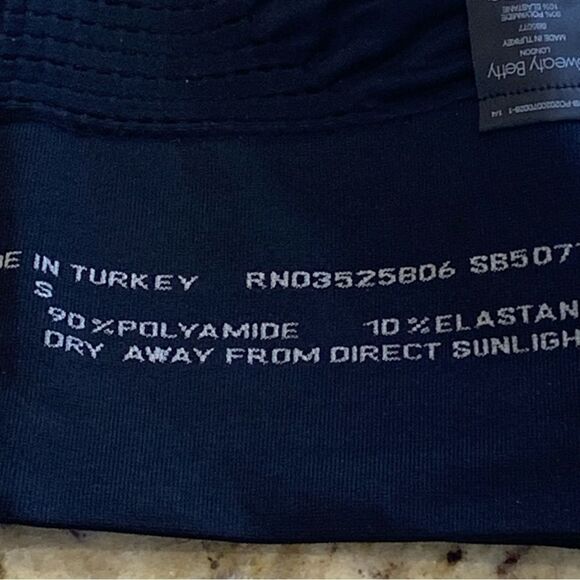 E IN TURKEY RN03525806 SB507
S
90%POLYAMIDE 10%ELASTAN
DRY AWAY FROM DIRECT SUNLIGH
Sweaty Betty
LONDON
MADE IN TURKEY
SB5077
90% POLYAMIDE
10% ELASTANE